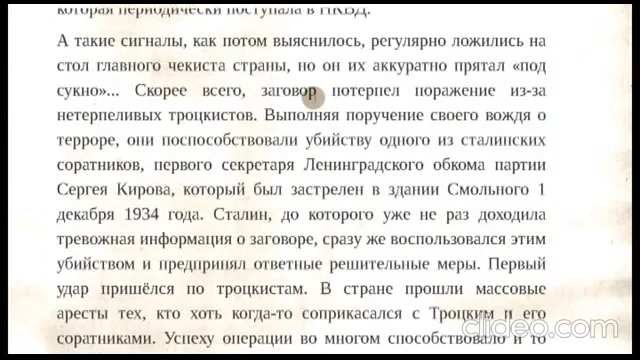 которая периодически поступала в НКВД.
А такие сигналы, как потом выяснилось, регулярно ложились на
стол главного чекиста страны, но он их аккуратно прятал «под
сукно»... Скорее всего, заговор потерпел поражение из-за
нетерпеливых троцкистов. Выполняя поручение своего вождя о
терроре, они поспособствовали убийству одного из сталинских
соратников, первого секретаря Ленинградского обкома партии
Сергея Кирова, который был застрелен в здании Смольного 1
декабря 1934 года. Сталин, до которого уже не раз доходила
тревожная информация о заговоре, сразу же воспользовался этим
убийством и предпринял ответные решительные меры. Первый
удар пришёлся по троцкистам. В стране прошли массовые
аресты тех, кто хоть когда-то соприкасался с Троцким и его
соратниками. Успеху операции во многом способствовало и то
clideo.com